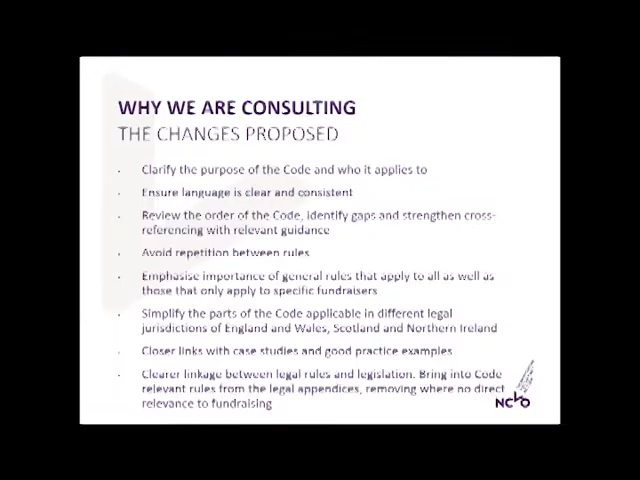 WHY WE ARE CONSULTING
THE CHANGES PROPOSED
Clarify the purpose of the Code and who it applies to
Ensure language is clear and consistent
Review the order of the Code, identify gaps and strengthen cross-
referencing with relevant guidance
Avoid repetition between rules
Emphasise importance of general rules that apply to all as well as
those that only apply to specific fundraisers
Simplify the parts of the Code applicable in different legal
jurisdictions of England and Wales, Scotland and Northern Ireland
Closer links with case studies and good practice examples
Clearer linkage between legal rules and legislation. Bring into Code
relevant rules from the legal appendices, removing where no direct
relevance to fundraising
NCVO